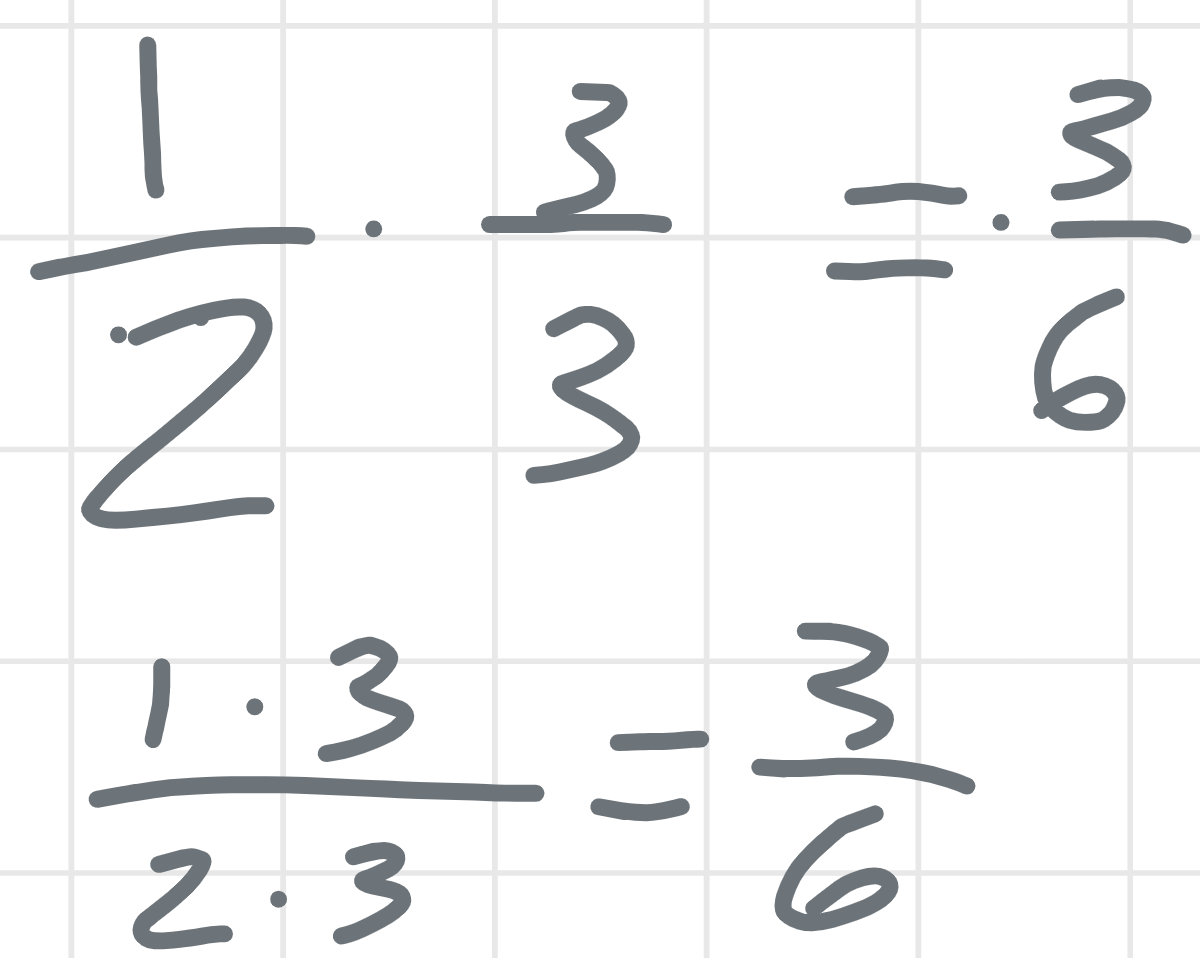 1/2 · 3/3 = · 3/6
1 · 3 / 2 · 3 = 3/6